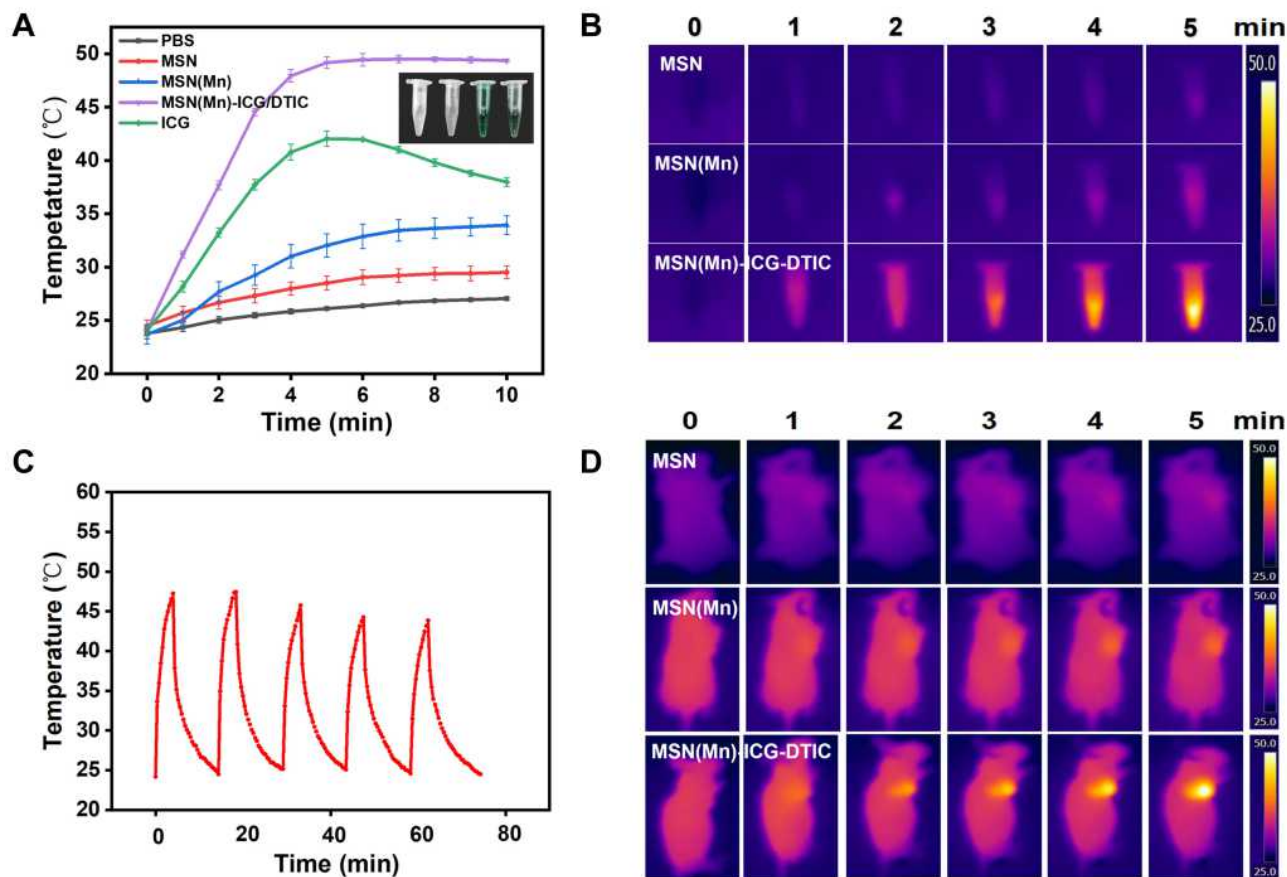 A
PBS
MSN
MSN(Mn)
MSN(Mn)-ICG/DTIC
ICG
50
45
40
35
30
25
20
Tempetature (℃)
0 2 4 6 8 10
Time (min)
B
0 1 2 3 4 5 min
MSN
MSN(Mn)
MSN(Mn)-ICG-DTIC
50.0
25.0
C
60
55
50
45
40
35
30
25
20
Temperature (℃)
0 20 40 60 80
Time (min)
D
0 1 2 3 4 5 min
MSN
50.0
25.0
MSN(Mn)
50.0
25.0
MSN(Mn)-ICG-DTIC
50.0
25.0